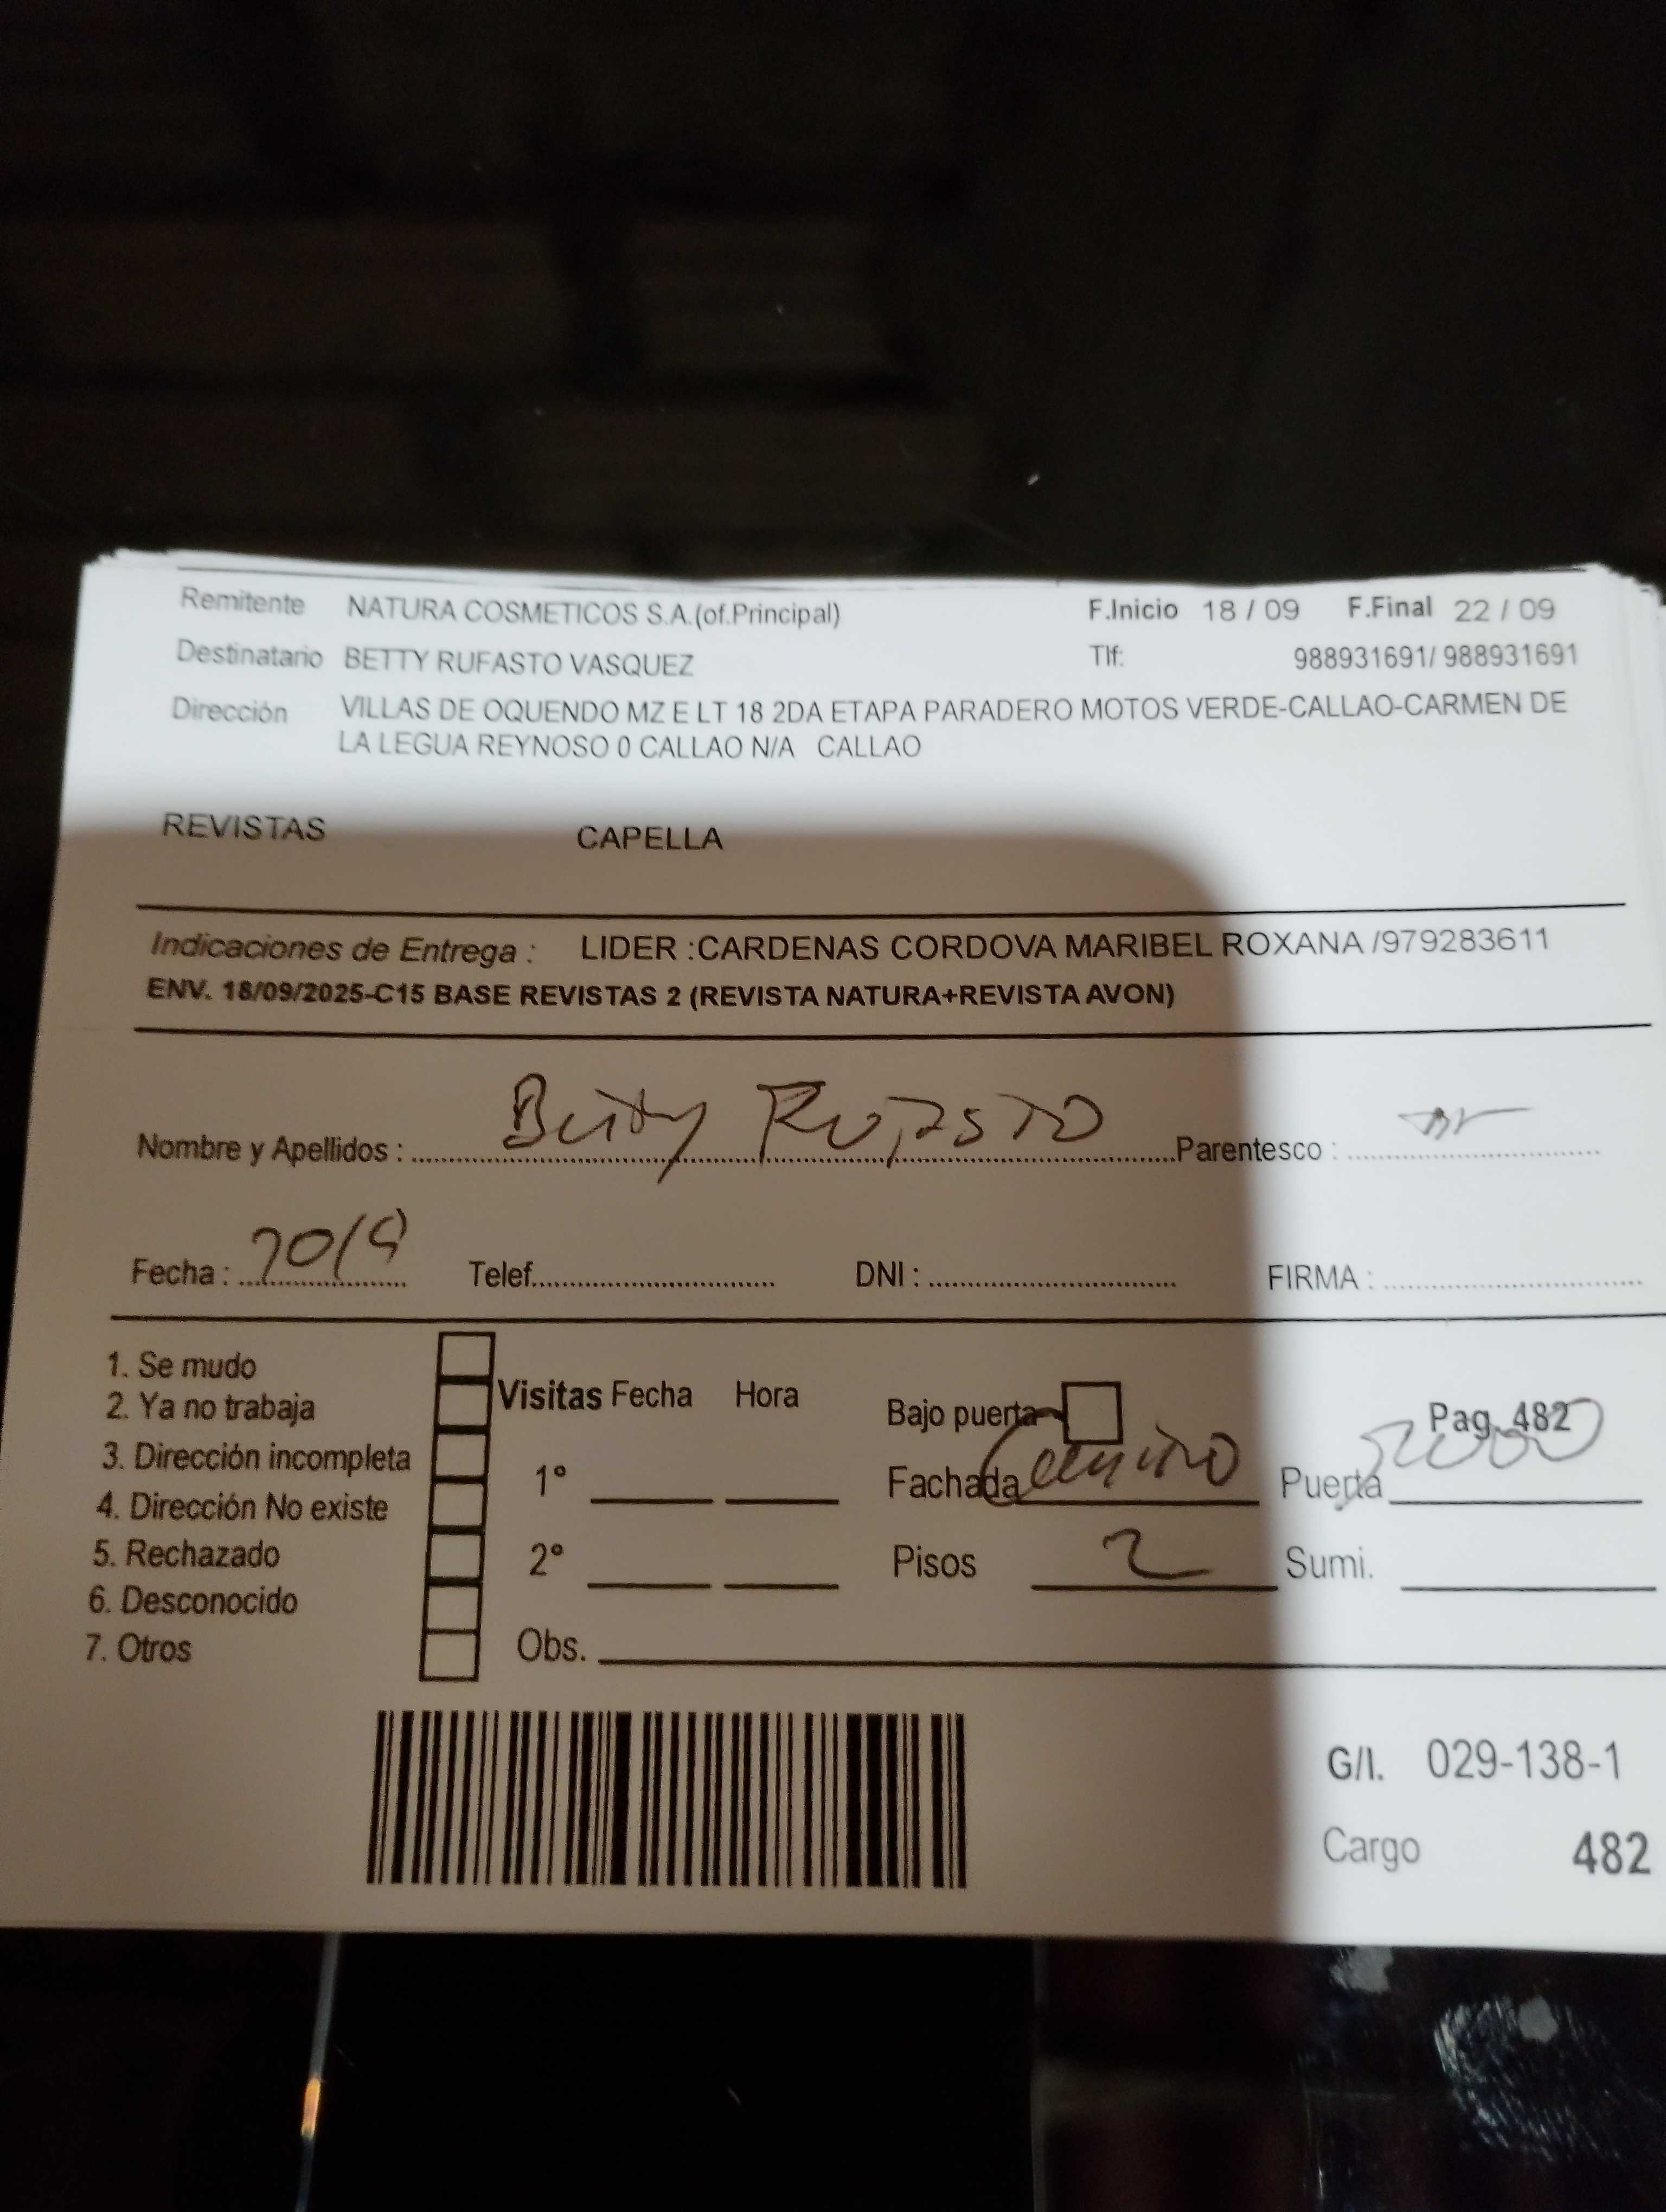 Remitente NATURA COSMETICOS S.A.(of.Principal) F.Inicio 18 / 09 F.Final 22 / 09
Destinatario BETTY RUFASTO VASQUEZ Tlf: 988931691/ 988931691
Dirección VILLAS DE OQUENDO MZ E LT 18 2DA ETAPA PARADERO MOTOS VERDE-CALLAO-CARMEN DE
LA LEGUA REYNOSO 0 CALLAO N/A CALLAO
REVISTAS CAPELLA
Indicaciones de Entrega : LIDER :CARDENAS CORDOVA MARIBEL ROXANA /979283611
ENV. 18/09/2025-C15 BASE REVISTAS 2 (REVISTA NATURA+REVISTA AVON)
Nombre y Apellidos : Betty Rufasto Parentesco :
Fecha : 20/9 Telef. DNI : FIRMA :
1. Se mudo
2. Ya no trabaja
3. Dirección incompleta
4. Dirección No existe
5. Rechazado
6. Desconocido
7. Otros
Visitas Fecha Hora
1°
2°
Obs.
Bajo puerta Pag. 482
Fachada Puerta
Pisos 2 Sumi.
G/I. 029-138-1
Cargo 482